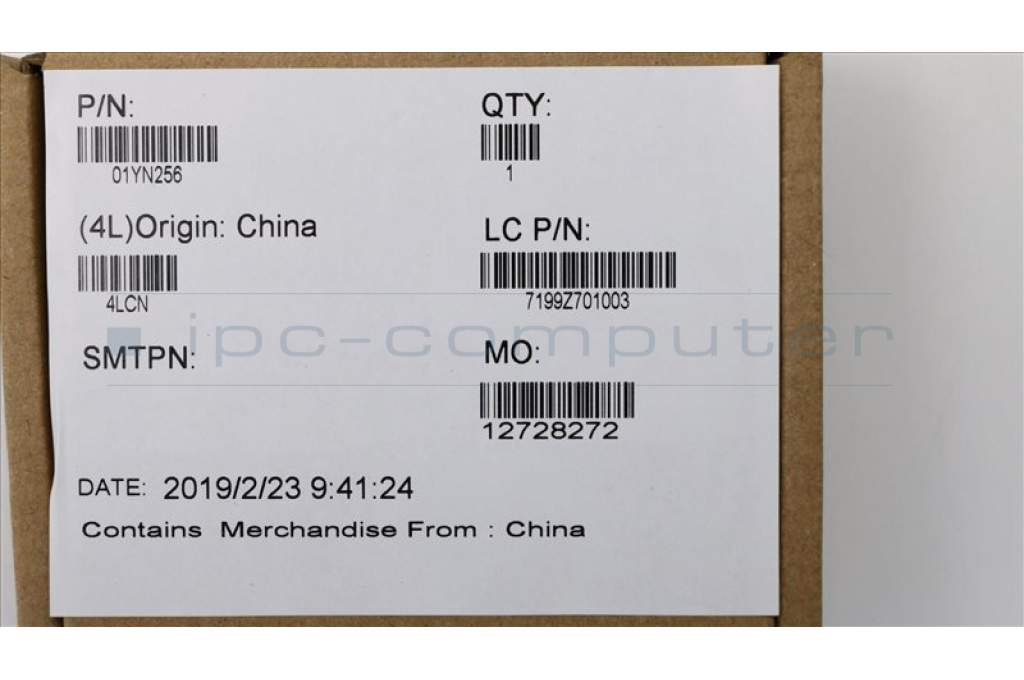 P/N:
01YN256
QTY:
1
(4L)Origin: China
4LCN
LC P/N:
7199Z701003
ipc-computer
SMTPN:
MO:
12728272
DATE: 2019/2/23 9:41:24
Contains Merchandise From : China